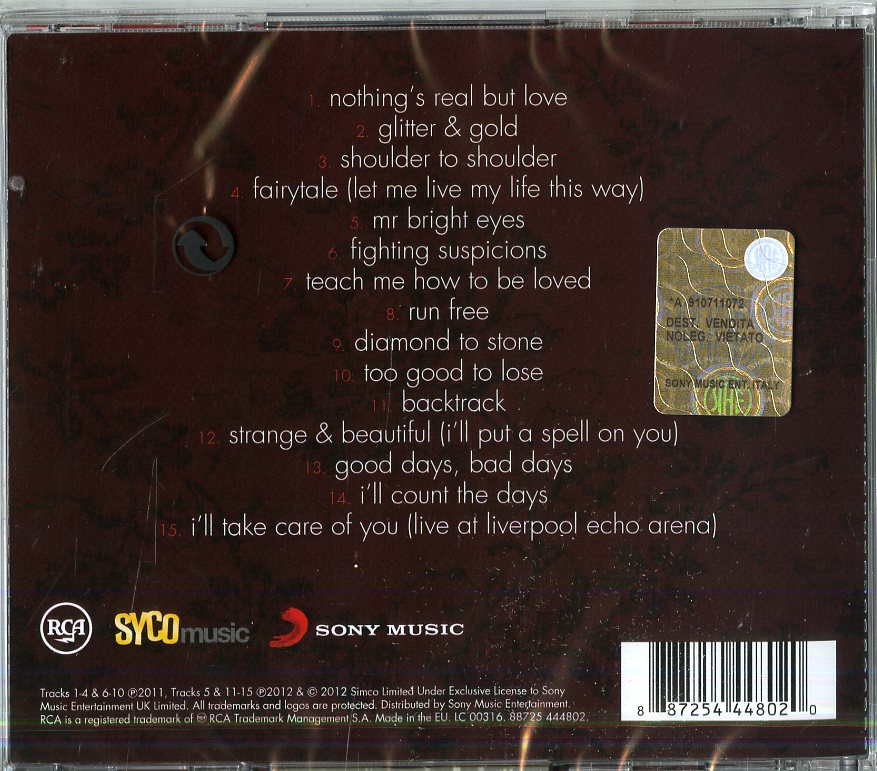 1. nothing's real but love
2. glitter & gold
3. shoulder to shoulder
4. fairytale (let me live my life this way)
5. mr bright eyes
6. fighting suspicions
7. teach me how to be loved
8. run free
9. diamond to stone
10. too good to lose
11. backtrack
12. strange & beautiful (i'll put a spell on you)
13. good days, bad days
14. i'll count the days
15. i'll take care of you (live at liverpool echo arena)
*A 910711072
DEST. VENDITA
NOLEG. VIETATO
SONY MUSIC ENT. ITALY
RCA SYCOmusic SONY MUSIC
Tracks 1-4 & 6-10 ℗2011, Tracks 5 & 11-15 ℗2012 & © 2012 Simco Limited Under Exclusive License to Sony
Music Entertainment UK Limited. All trademarks and logos are protected. Distributed by Sony Music Entertainment.
RCA is a registered trademark of RCA Trademark Management S.A. Made in the EU. LC 00316. 88725 444802.
8 87254 44802 0